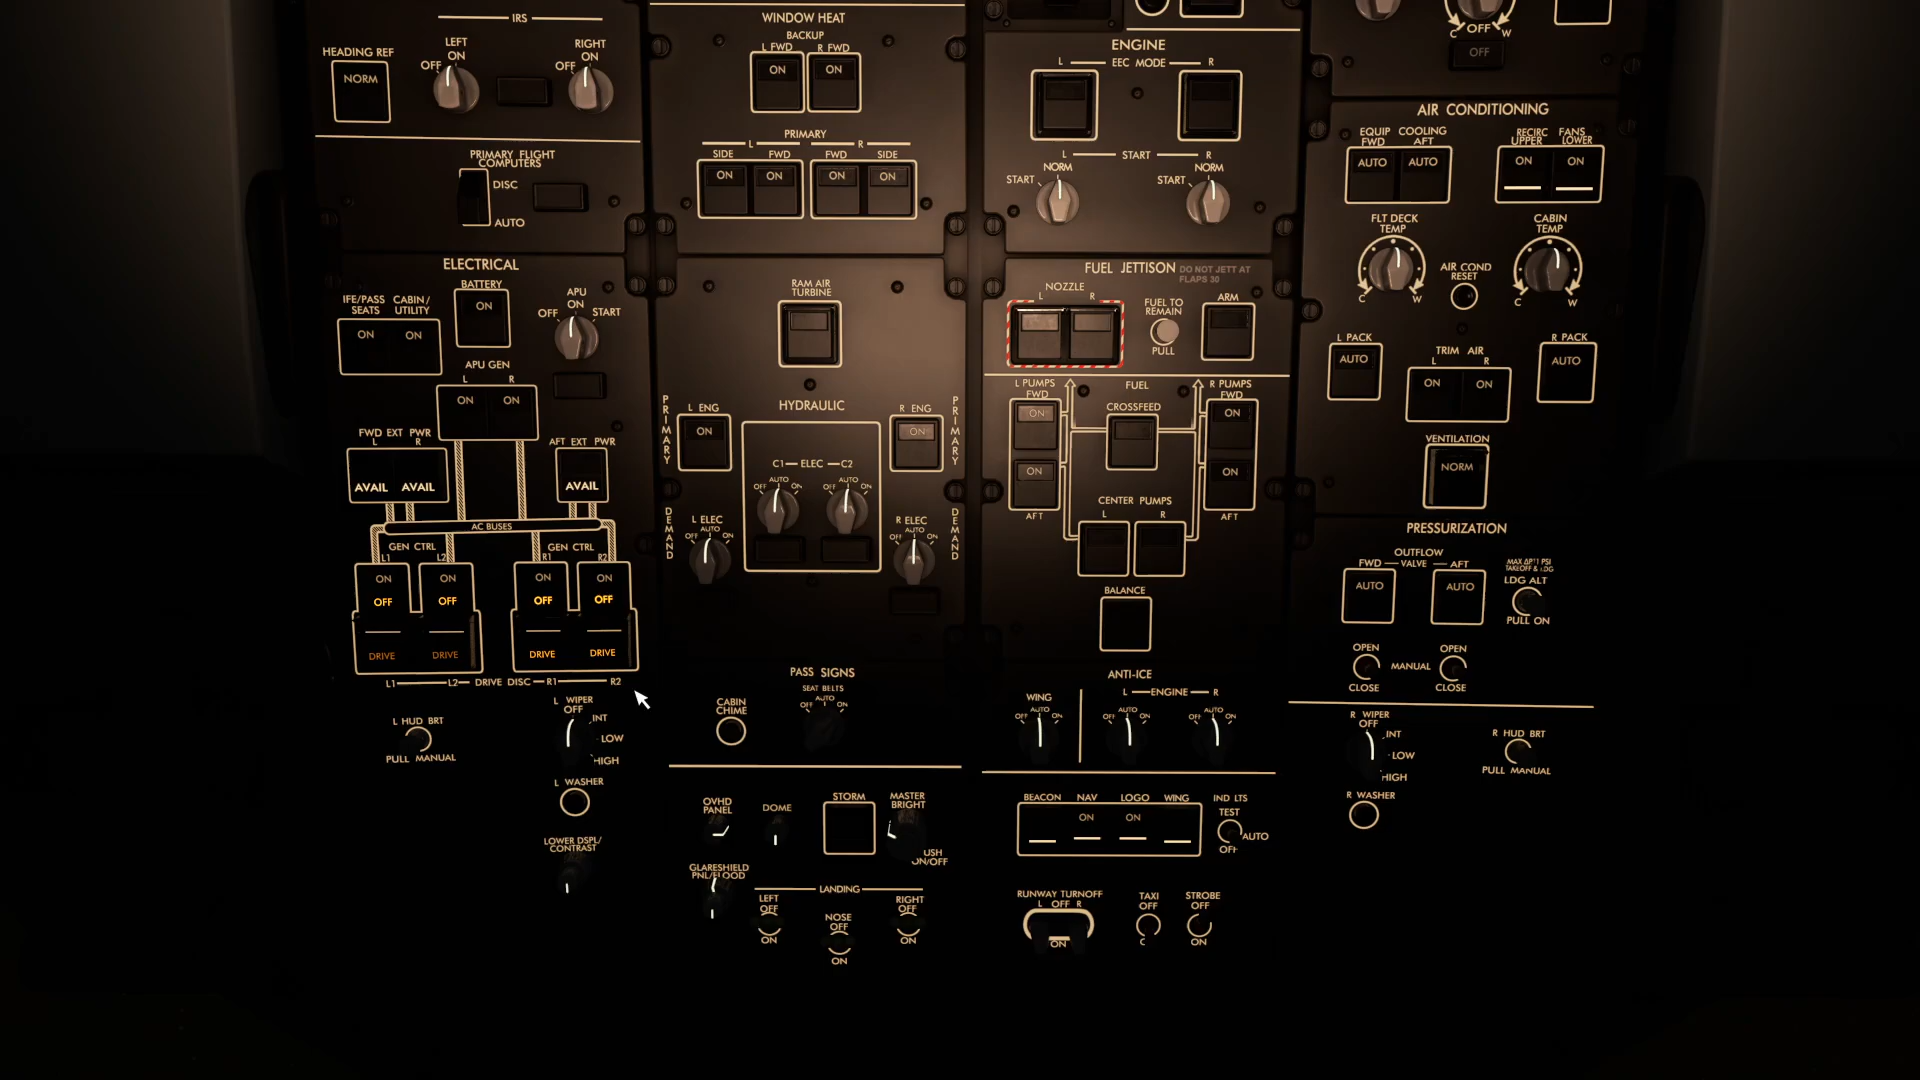 IRS
HEADING REF
NORM
LEFT
ON
OFF
RIGHT
ON
OFF
PRIMARY FLIGHT
COMPUTERS
DISC
AUTO
ELECTRICAL
IFE/PASS
SEATS
CABIN/
UTILITY
BATTERY
ON
ON
ON
APU
ON
OFF
START
APU GEN
L
R
ON
ON
FWD EXT PWR
L
R
AVAIL
AVAIL
AFT EXT PWR
AVAIL
AC BUSES
GEN CTRL
L1
L2
GEN CTRL
R1
R2
ON
ON
ON
ON
OFF
OFF
OFF
OFF
DRIVE
DRIVE
DRIVE
DRIVE
L1
L2
DRIVE DISC
R1
R2
L HUD BRT
PULL MANUAL
L WIPER
OFF
INT
LOW
HIGH
L WASHER
LOWER DSPL/
CONTRAST
WINDOW HEAT
BACKUP
L FWD
R FWD
ON
ON
PRIMARY
L
R
SIDE
FWD
FWD
SIDE
ON
ON
ON
ON
RAM AIR
TURBINE
HYDRAULIC
PRIMARY
L ENG
ON
R ENG
ON
PRIMARY
C1
ELEC
C2
OFF
AUTO
ON
OFF
AUTO
ON
DEMAND
L ELEC
AUTO
OFF
ON
R ELEC
AUTO
OFF
ON
DEMAND
PASS SIGNS
CABIN
CHIME
SEAT BELTS
AUTO
OFF
ON
OVHD
PANEL
DOME
STORM
MASTER
BRIGHT
USH
ON/OFF
GLARESHIELD
PNL/FLOOD
LANDING
LEFT
OFF
ON
NOSE
OFF
ON
RIGHT
OFF
ON
ENGINE
L
EEC MODE
R
L
START
R
START
NORM
START
NORM
FUEL JETTISON
DO NOT JETT AT
FLAPS 30
NOZZLE
L
R
FUEL TO
REMAIN
PULL
ARM
L PUMPS
FWD
FUEL
R PUMPS
FWD
ON
CROSSFEED
ON
ON
ON
AFT
CENTER PUMPS
L
R
AFT
BALANCE
ANTI-ICE
WING
AUTO
OFF
ON
L
ENGINE
R
AUTO
OFF
ON
AUTO
OFF
ON
BEACON
NAV
LOGO
WING
ON
ON
IND LTS
TEST
AUTO
OFF
RUNWAY TURNOFF
L
OFF
R
ON
TAXI
OFF
STROBE
OFF
ON
C
OFF
W
OFF
AIR CONDITIONING
EQUIP
FWD
COOLING
AFT
AUTO
AUTO
RECIRC
UPPER
FANS
LOWER
ON
ON
FLT DECK
TEMP
C
W
AIR COND
RESET
CABIN
TEMP
C
W
L PACK
AUTO
TRIM AIR
L
R
ON
ON
R PACK
AUTO
VENTILATION
NORM
PRESSURIZATION
OUTFLOW
FWD
VALVE
AFT
AUTO
AUTO
LDG ALT
PULL ON
OPEN
CLOSE
MANUAL
OPEN
CLOSE
R WIPER
OFF
INT
LOW
HIGH
R WASHER
R HUD BRT
PULL MANUAL